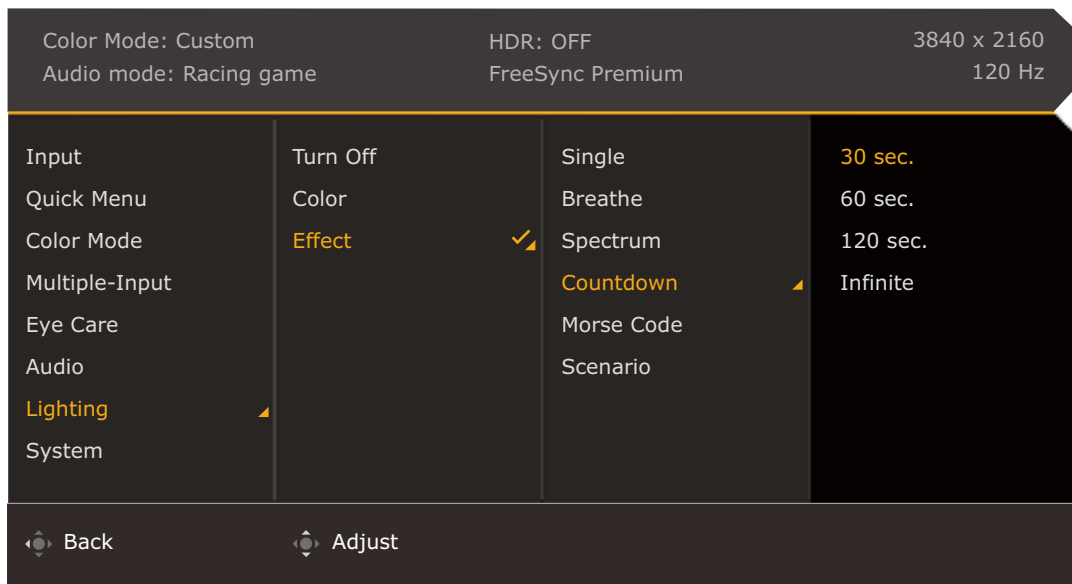 Color Mode: Custom
HDR: OFF
3840 x 2160
Audio mode: Racing game
FreeSync Premium
120 Hz
Input
Quick Menu
Color Mode
Multiple-Input
Eye Care
Audio
Lighting
System
Turn Off
Color
Effect
Single
Breathe
Spectrum
Countdown
Morse Code
Scenario
30 sec.
60 sec.
120 sec.
Infinite
Back
Adjust